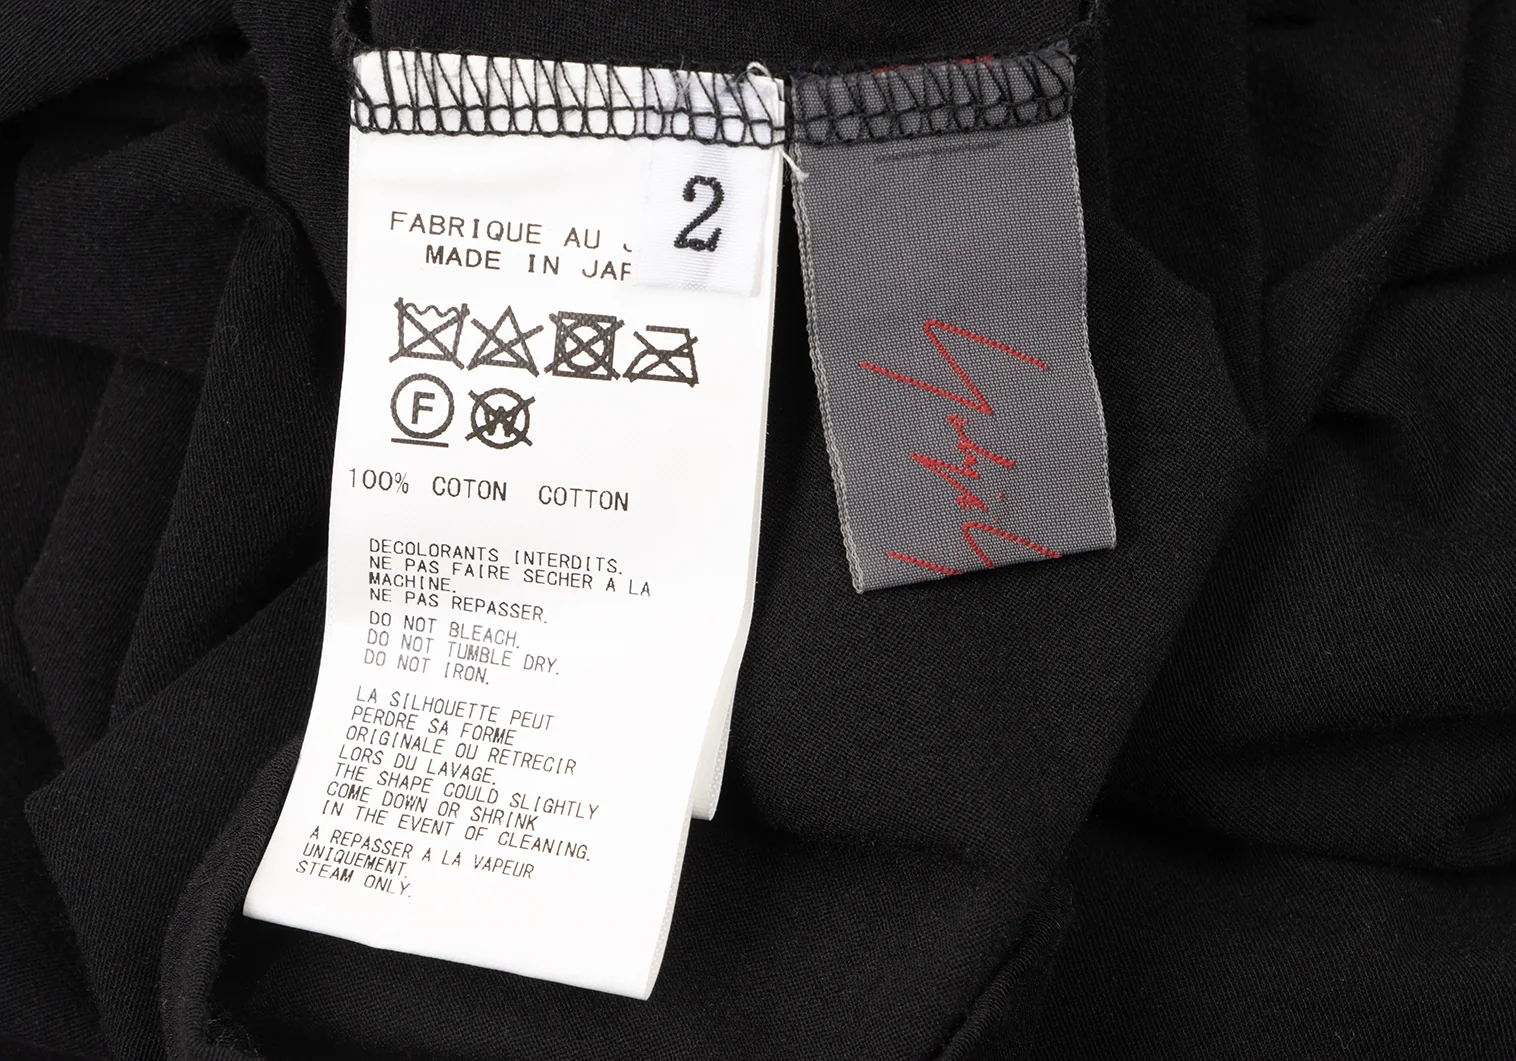 2
FABRIQUE AU
MADE IN
F
W
100% COTON COTTON
DECOLORANTS INTERDITS.
NE PAS FAIRE SECHER A LA
MACHINE.
NE PAS REPASSER.
DO NOT BLEACH.
DO NOT TUMBLE DRY.
DO NOT IRON.
LA SILHOUETTE PEUT
PERDRE SA FORME
ORIGINALE OU RETRECIR
LORS DU LAVAGE.
THE SHAPE COULD SLIGHTLY
COME DOWN OR SHRINK
IN THE EVENT OF CLEANING.
A REPASSER A LA VAPEUR
UNIQUEMENT.
STEAM ONLY.